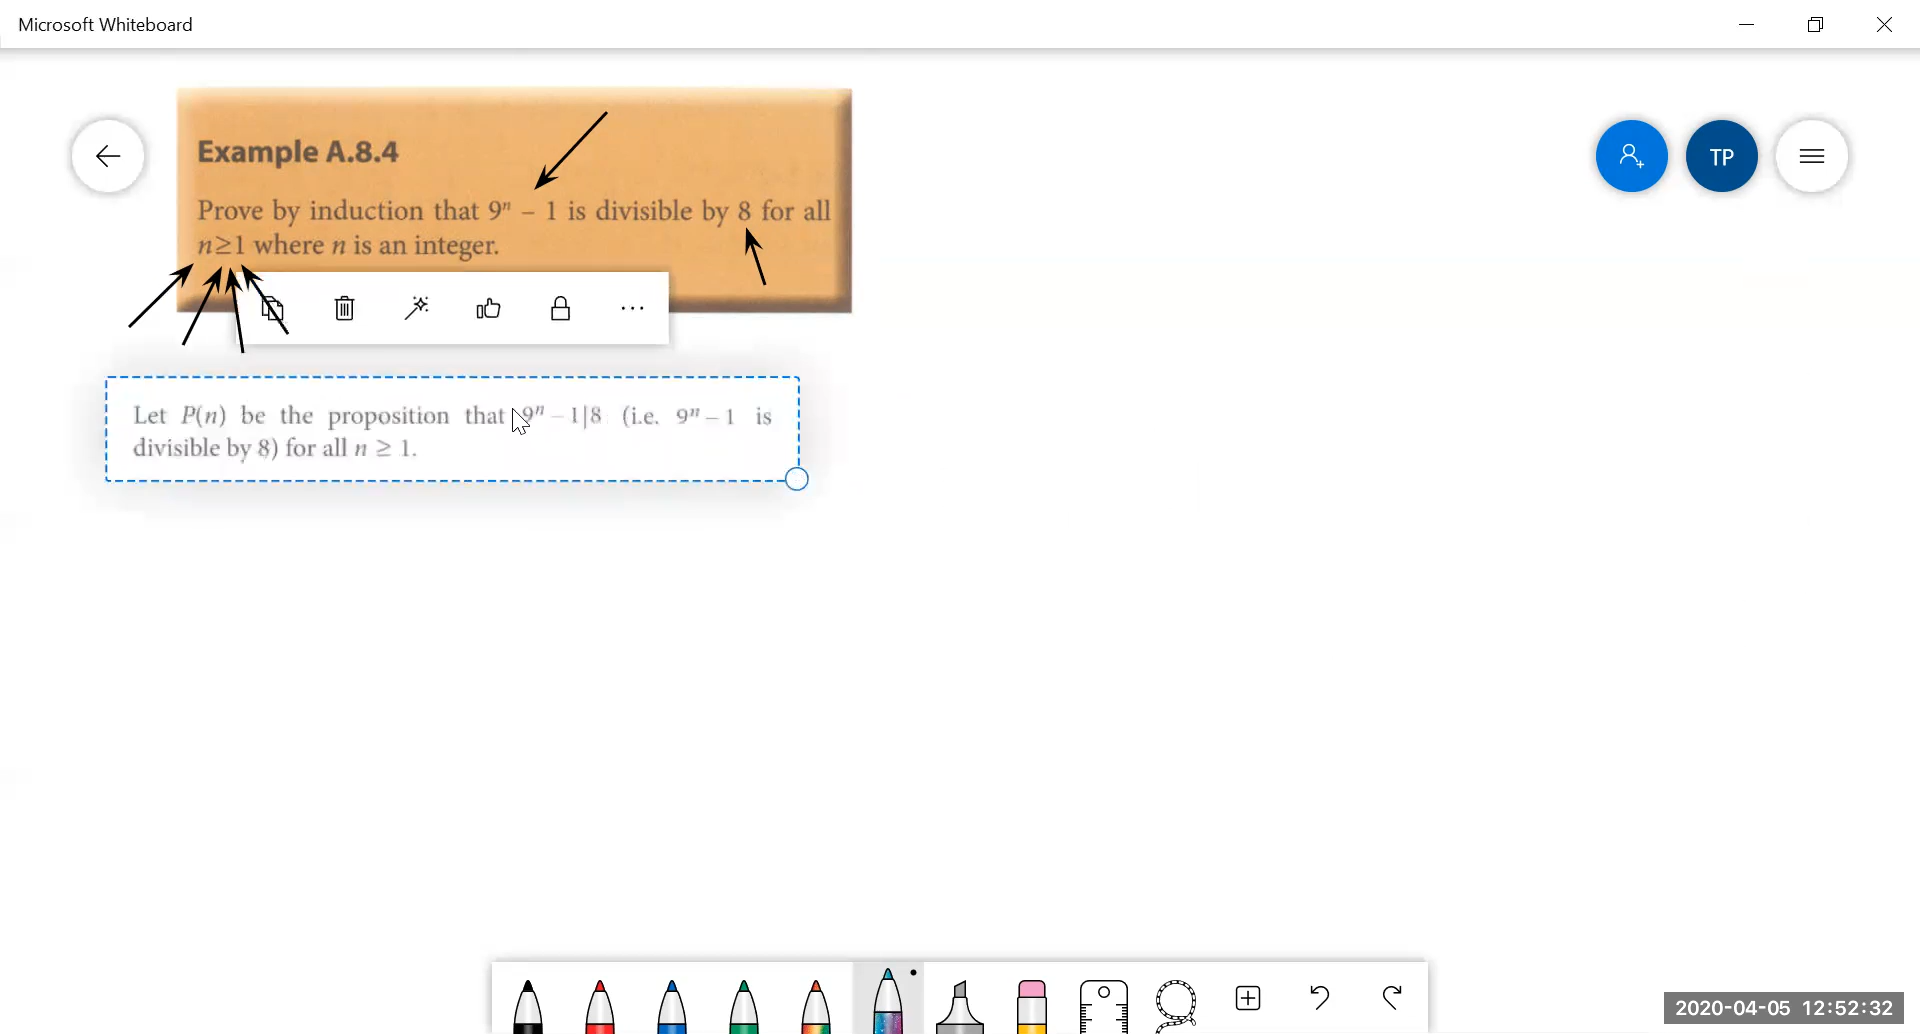 Microsoft Whiteboard
Example A.8.4
TP
Prove by induction that 9ⁿ – 1 is divisible by 8 for all
n≥1 where n is an integer.
Let P(n) be the proposition that 9ⁿ – 1|8 (i.e. 9ⁿ – 1 is
divisible by 8) for all n ≥ 1.
2020-04-05 12:52:32